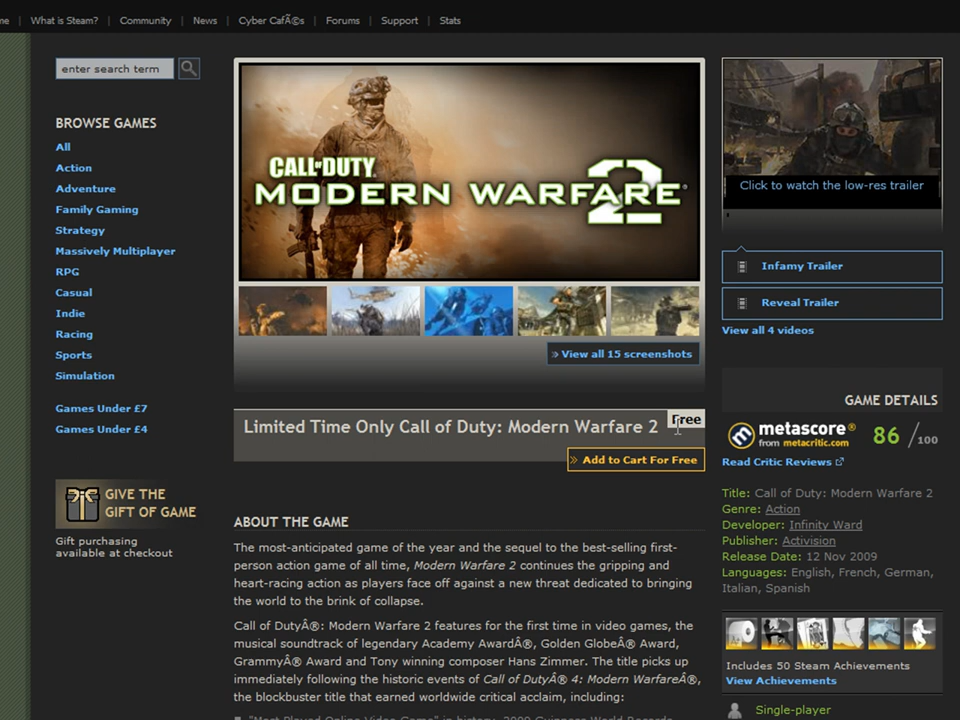 What is Steam? | Community | News | Cyber CafÃ©s | Forums | Support | Stats
enter search term
BROWSE GAMES
All
Action
Adventure
Family Gaming
Strategy
Massively Multiplayer
RPG
Casual
Indie
Racing
Sports
Simulation
Games Under £7
Games Under £4
GIVE THE
GIFT OF GAME
Gift purchasing
available at checkout
CALL OF DUTY
MODERN WARFARE 2®
» View all 15 screenshots
Limited Time Only Call of Duty: Modern Warfare 2
Free
» Add to Cart For Free
ABOUT THE GAME
The most-anticipated game of the year and the sequel to the best-selling first-
person action game of all time, Modern Warfare 2 continues the gripping and
heart-racing action as players face off against a new threat dedicated to bringing
the world to the brink of collapse.
Call of DutyÂ®: Modern Warfare 2 features for the first time in video games, the
musical soundtrack of legendary Academy AwardÂ®, Golden GlobeÂ® Award,
GrammyÂ® Award and Tony winning composer Hans Zimmer. The title picks up
immediately following the historic events of Call of DutyÂ® 4: Modern WarfareÂ®,
the blockbuster title that earned worldwide critical acclaim, including:
"Most Played Online Video Game" in history, 2009 Guinness World Records
Click to watch the low-res trailer
Infamy Trailer
Reveal Trailer
View all 4 videos
GAME DETAILS
metascore®
from metacritic.com
86 /100
Read Critic Reviews
Title: Call of Duty: Modern Warfare 2
Genre: Action
Developer: Infinity Ward
Publisher: Activision
Release Date: 12 Nov 2009
Languages: English, French, German,
Italian, Spanish
Includes 50 Steam Achievements
View Achievements
Single-player